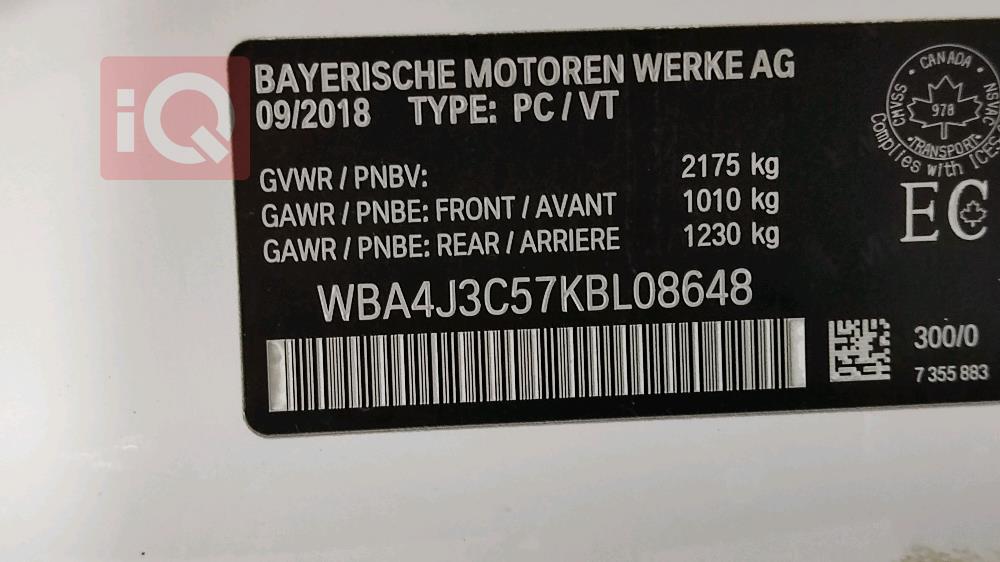 iQ
BAYERISCHE MOTOREN WERKE AG
09/2018 TYPE: PC / VT
GVWR / PNBV: 2175 kg
GAWR / PNBE: FRONT / AVANT 1010 kg
GAWR / PNBE: REAR / ARRIERE 1230 kg
WBA4J3C57KBL08648
CANADA
CMVSS 978 NSVAC
TRANSPORT
Complies with ICES
EC
300/0
7 355 883